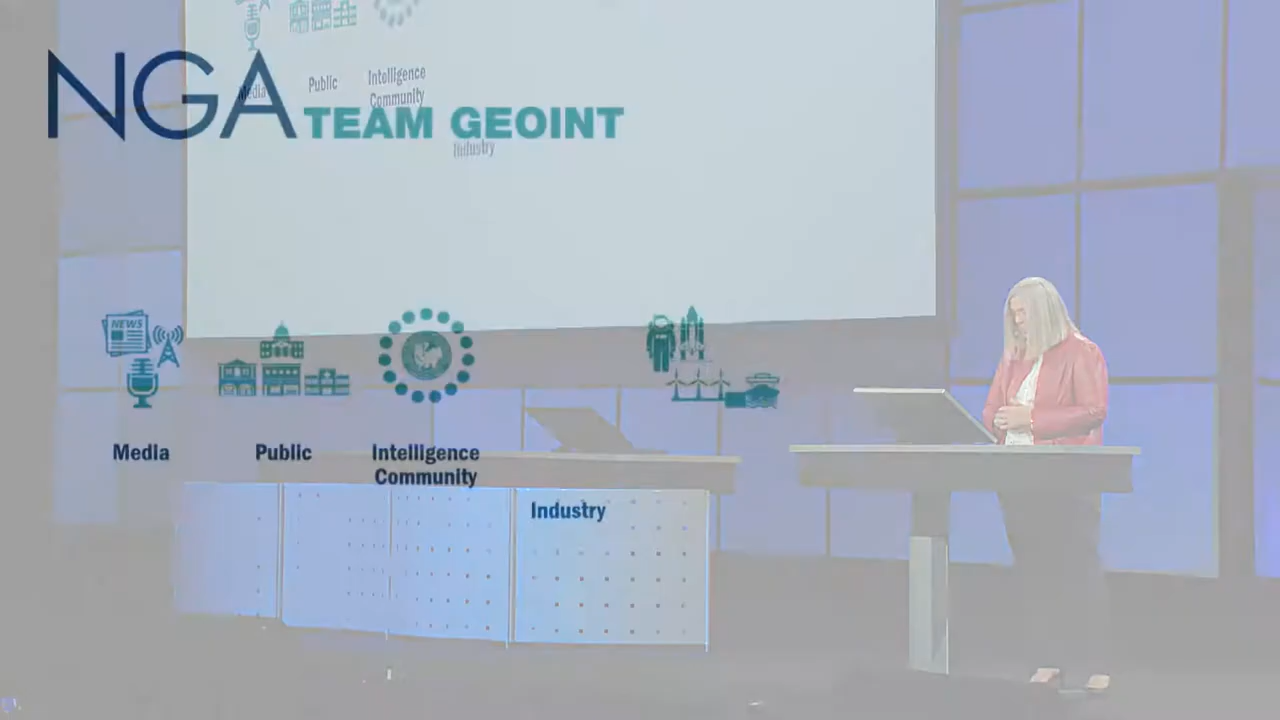 Public
Intelligence
Community
Industry
NGA TEAM GEOINT
NEWS
Media
Public
Intelligence
Community
Industry